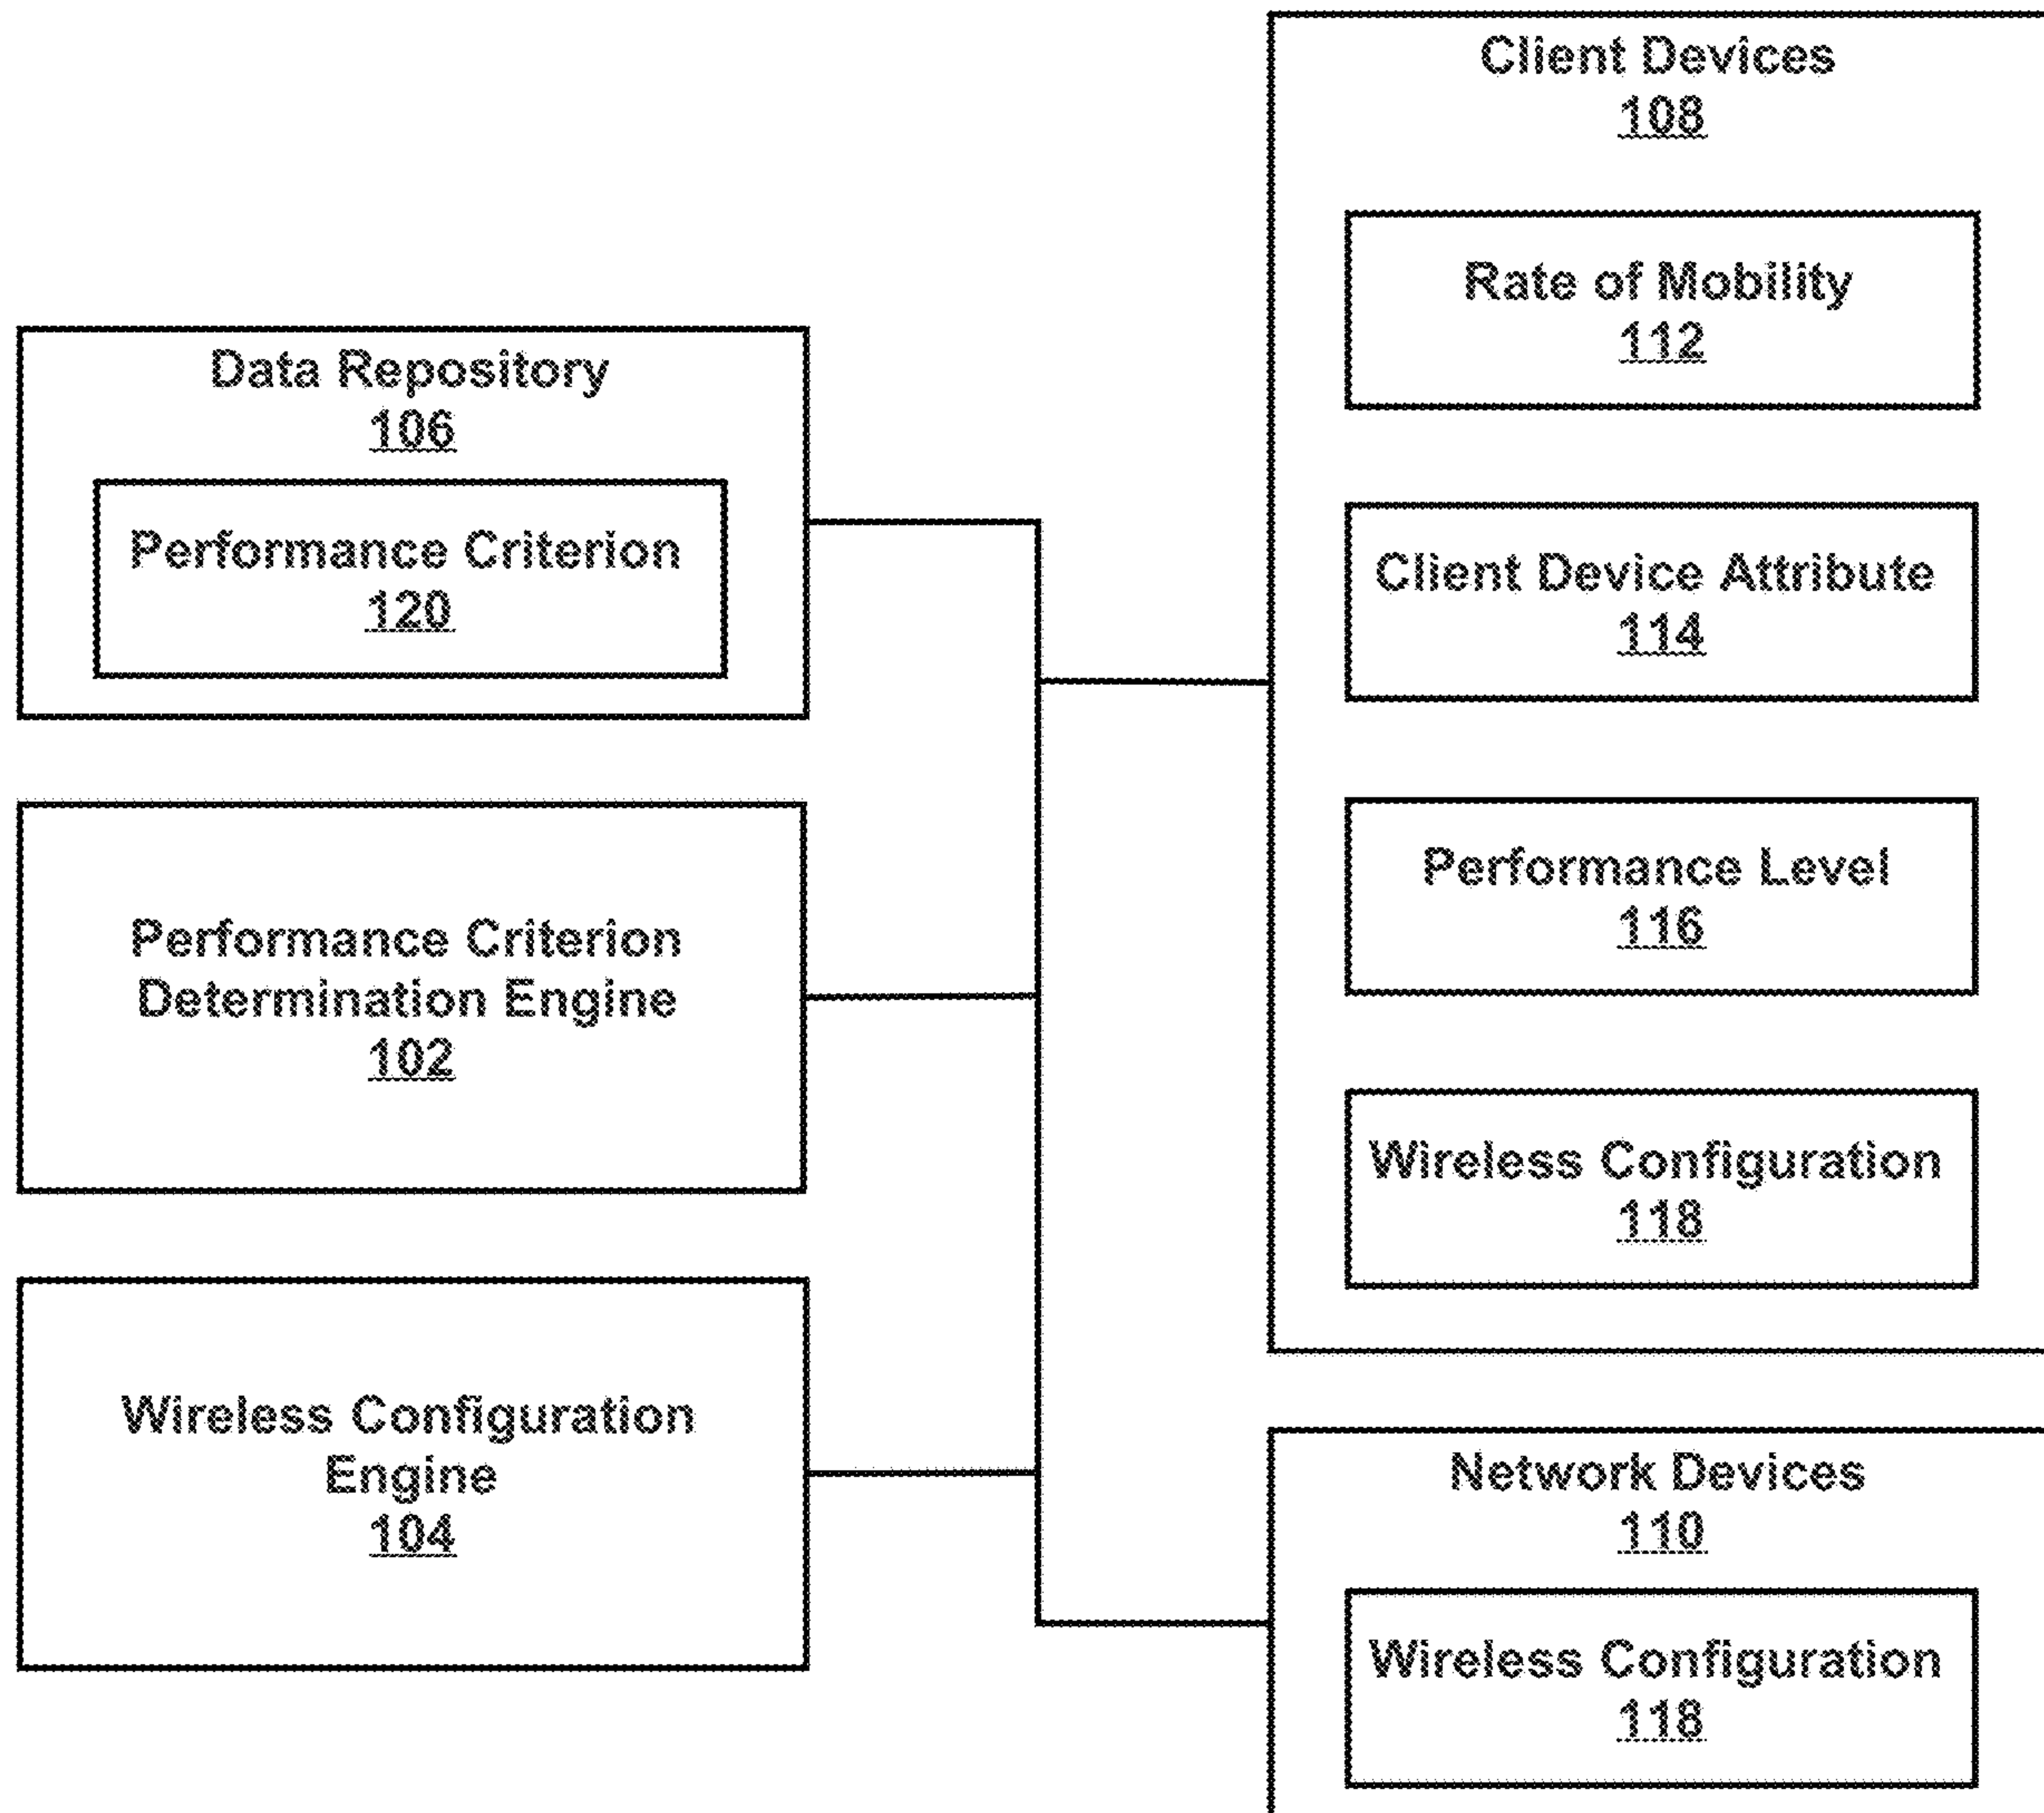 Data Repository
106
Performance Criterion
120
Performance Criterion
Determination Engine
102
Wireless Configuration
Engine
104
Client Devices
108
Rate of Mobility
112
Client Device Attribute
114
Performance Level
116
Wireless Configuration
118
Network Devices
110
Wireless Configuration
118